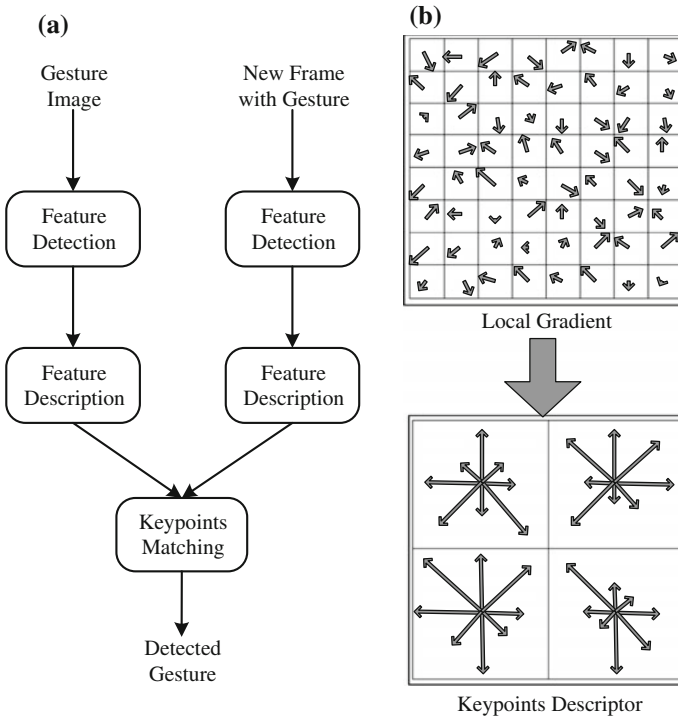 (a)
Gesture
Image
New Frame
with Gesture
Feature
Detection
Feature
Detection
Feature
Description
Feature
Description
Keypoints
Matching
Detected
Gesture
(b)
Local Gradient
Keypoints Descriptor